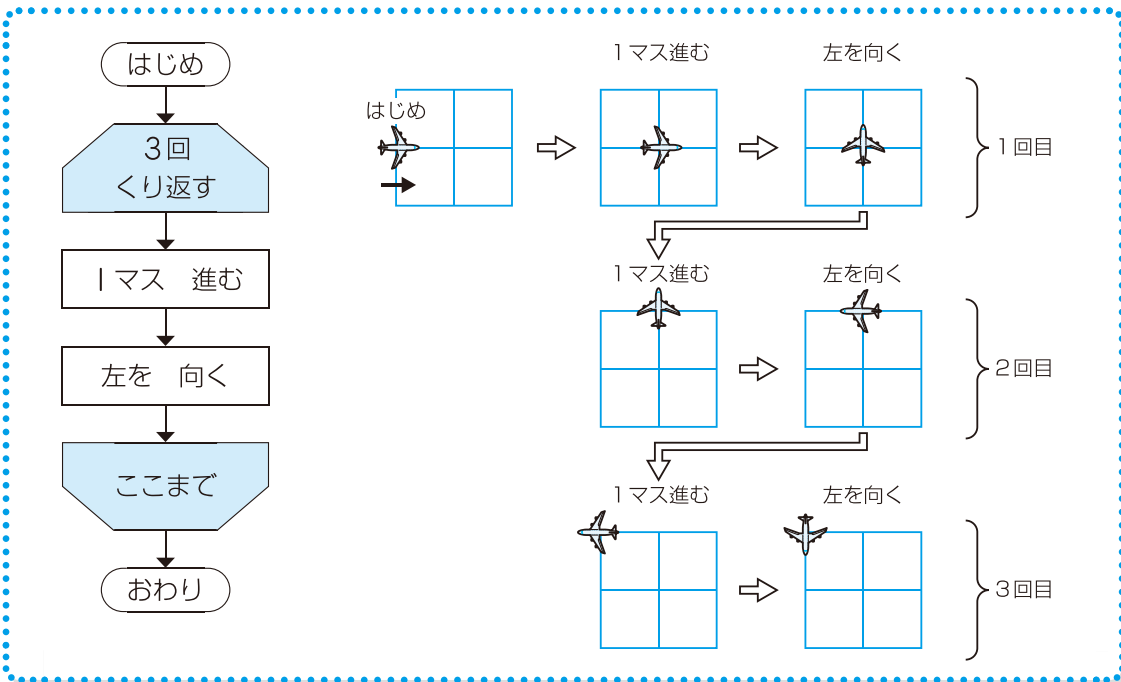 はじめ
3回
くり返す
1マス 進む
左を 向く
ここまで
おわり
はじめ
1マス進む
左を向く
1回目
1マス進む
左を向く
2回目
1マス進む
左を向く
3回目